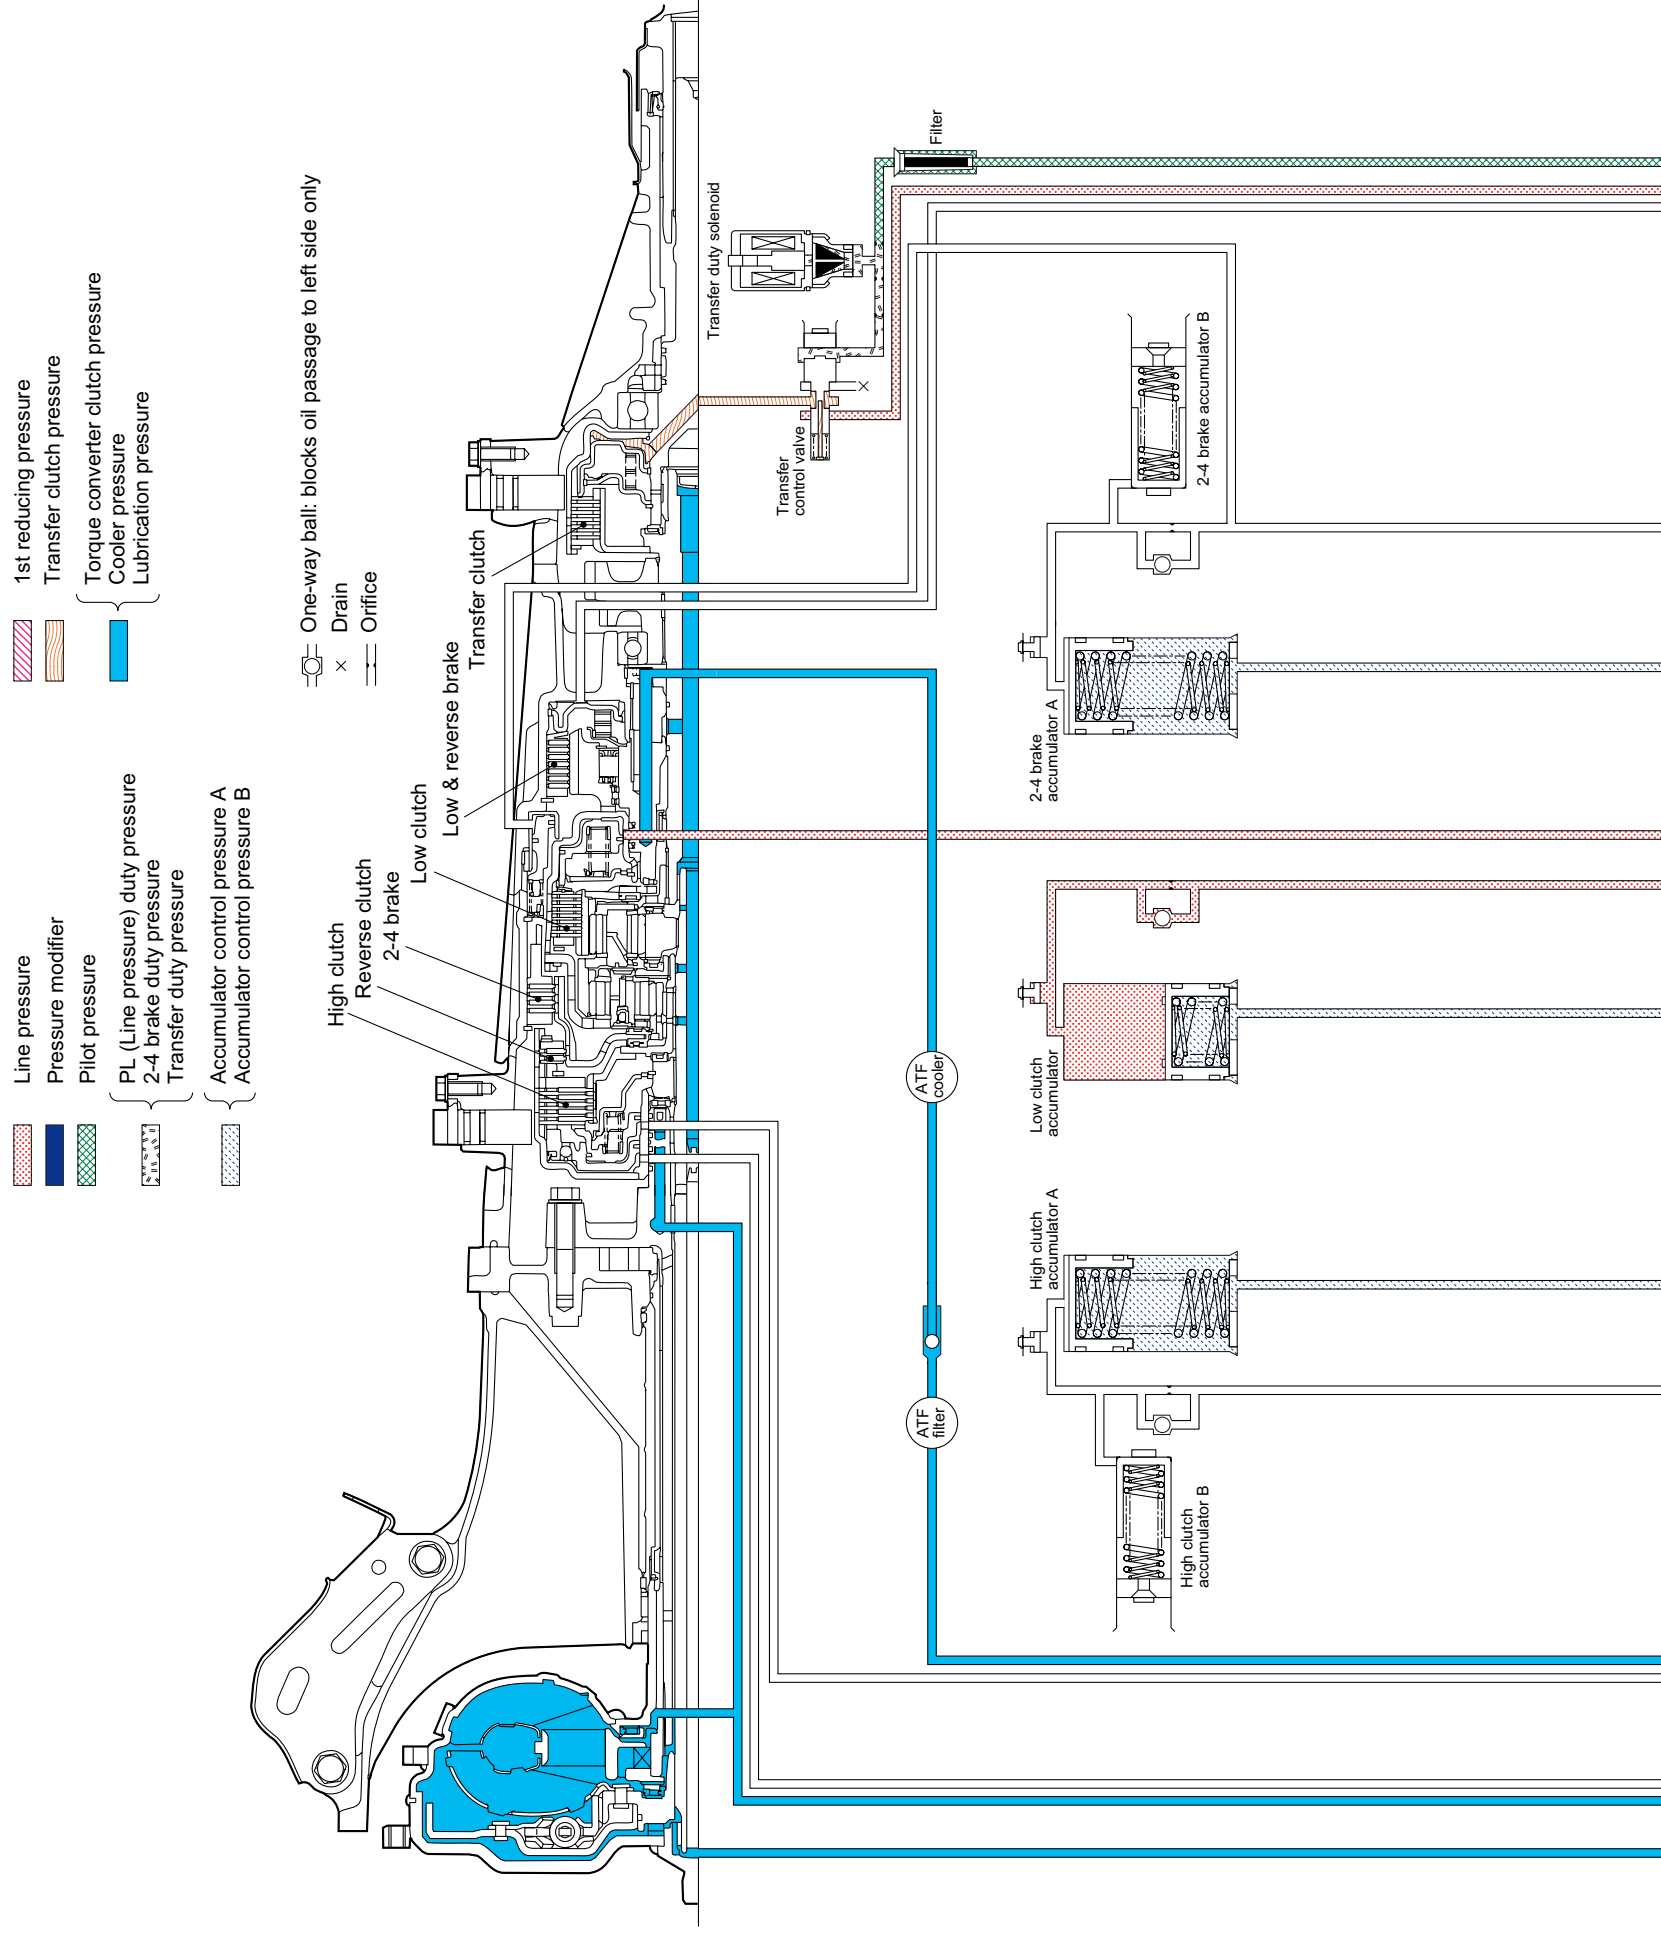 Line pressure
Pressure modifier
Pilot pressure
PL (Line pressure) duty pressure
2-4 brake duty pressure
Transfer duty pressure
Accumulator control pressure A
Accumulator control pressure B
1st reducing pressure
Transfer clutch pressure
Torque converter clutch pressure
Cooler pressure
Lubrication pressure
One-way ball: blocks oil passage to left side only
Drain
Orifice
High clutch
Reverse clutch
2-4 brake
Low clutch
Low & reverse brake
Transfer clutch
Transfer duty solenoid
Filter
Transfer
control valve
ATF
filter
ATF
cooler
High clutch
accumulator B
High clutch
accumulator A
Low clutch
accumulator
2-4 brake
accumulator A
2-4 brake accumulator B